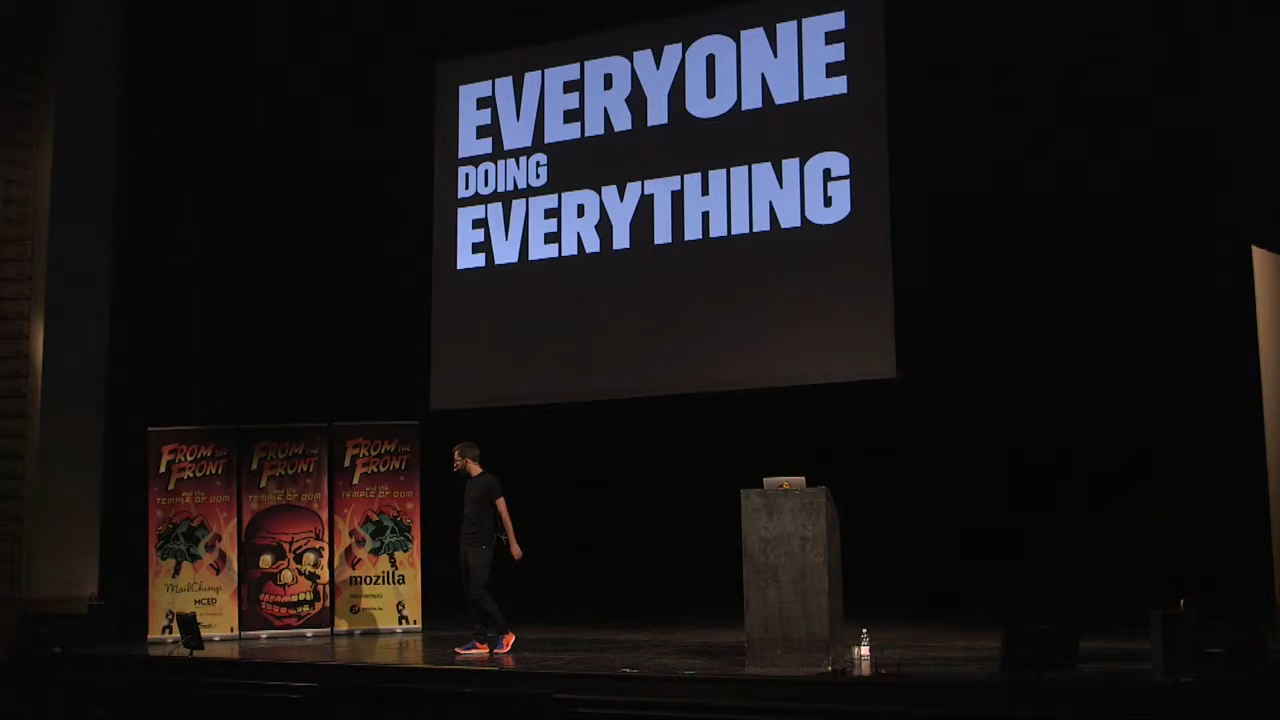 EVERYONE
DOING
EVERYTHING
FROM THE
FRONT
and the
TEMPLE OF DOM
MailChimp
MCED
FROM THE
FRONT
and the
TEMPLE OF DOM
FROM THE
FRONT
and the
TEMPLE OF DOM
mozilla